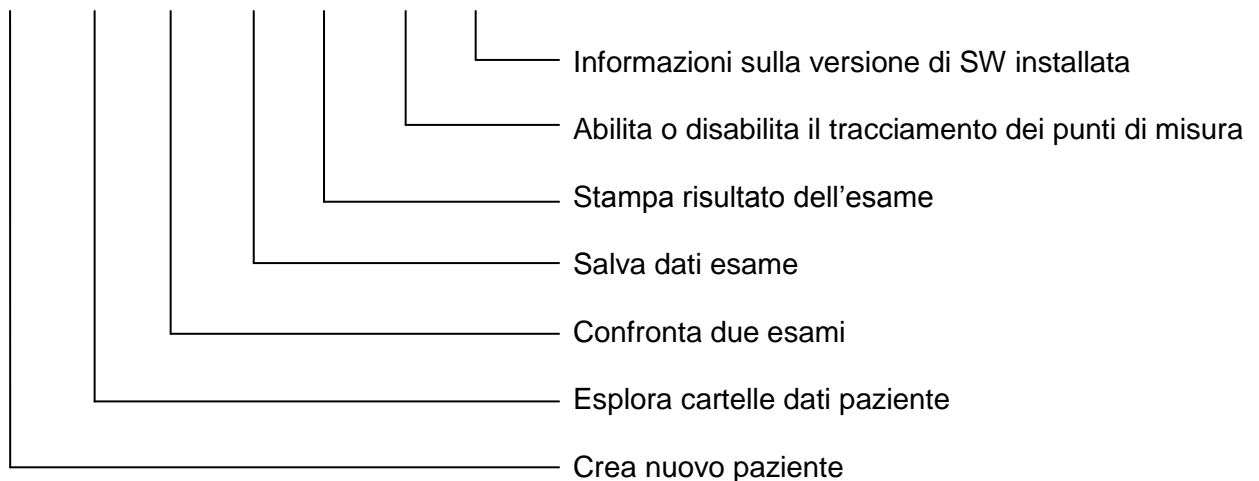 Informazioni sulla versione di SW installata
Abilita o disabilita il tracciamento dei punti di misura
Stampa risultato dell’esame
Salva dati esame
Confronta due esami
Esplora cartelle dati paziente
Crea nuovo paziente